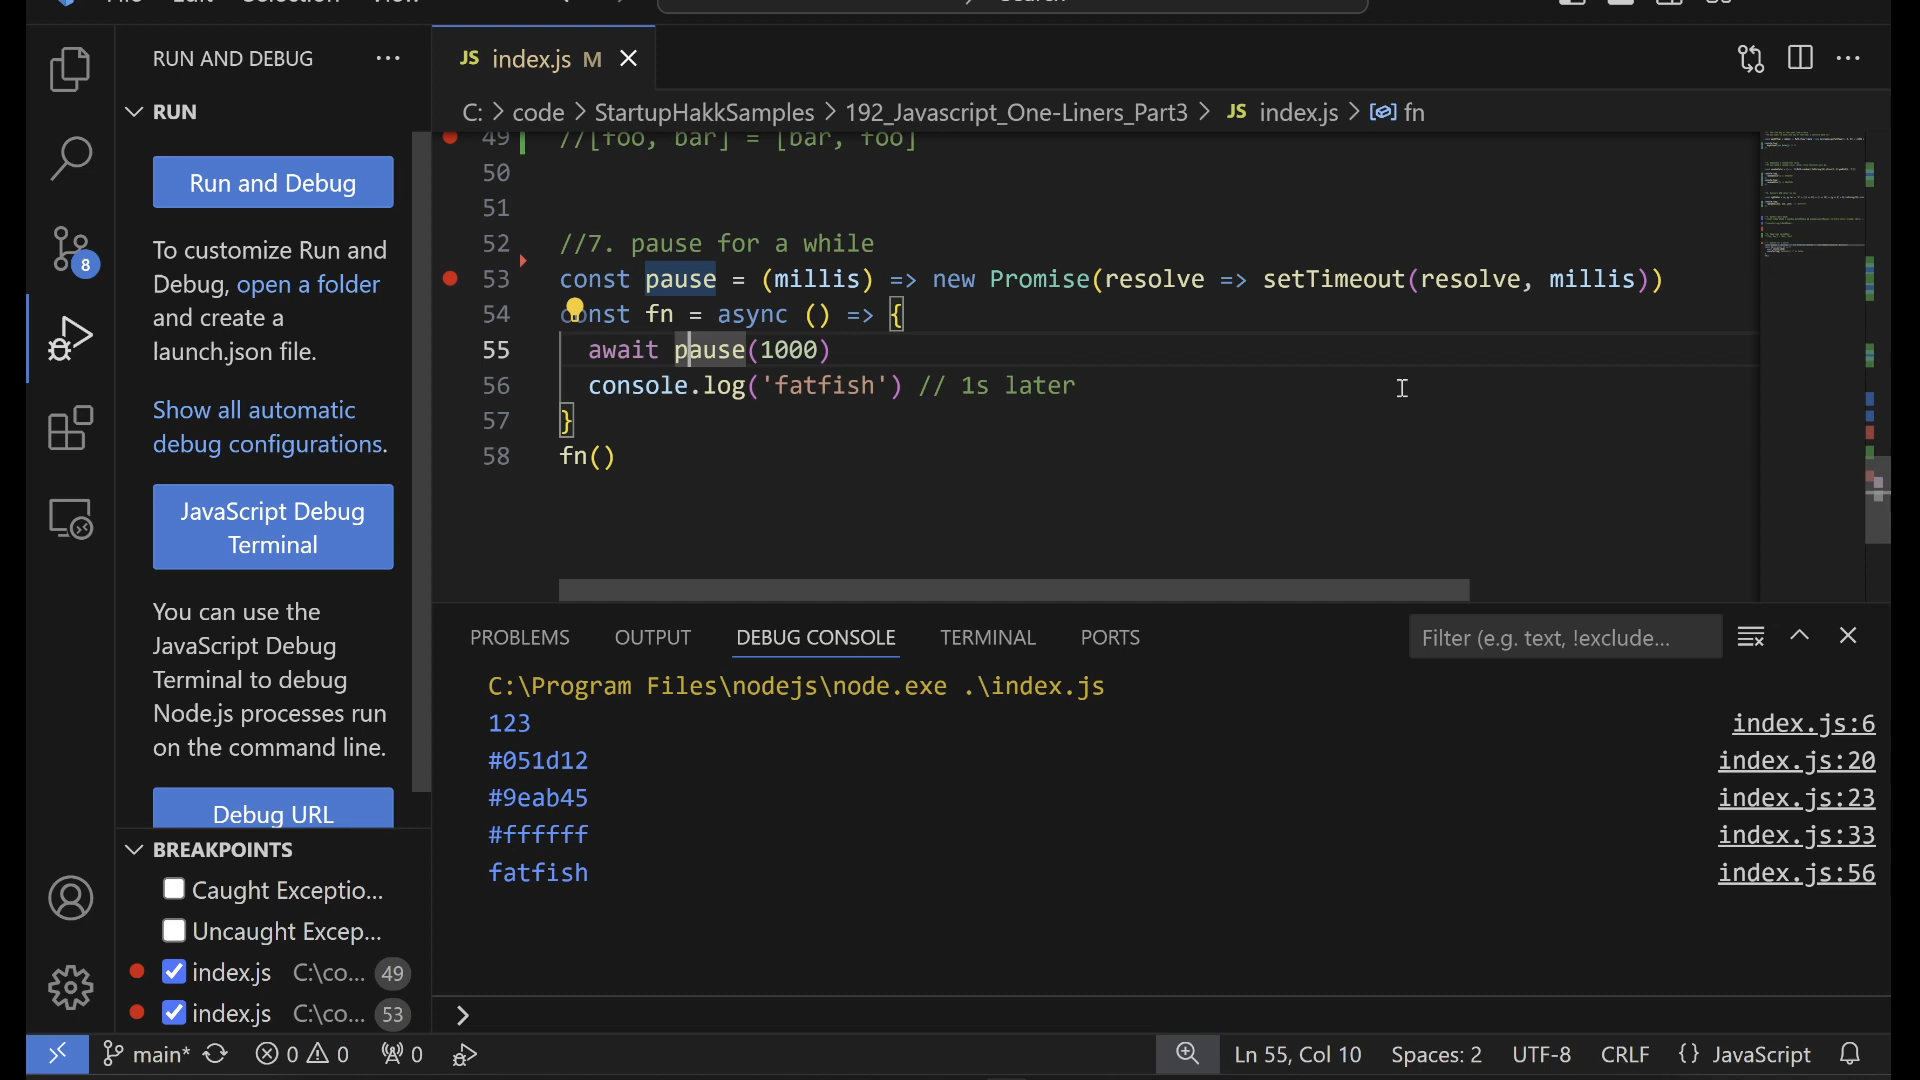 File Edit Selection View
Search
RUN AND DEBUG
JS index.js M
RUN
C: > code > StartupHakkSamples > 192_Javascript_One-Liners_Part3 > JS index.js > fn
Run and Debug
To customize Run and
Debug, open a folder
and create a
launch.json file.
Show all automatic
debug configurations.
JavaScript Debug
Terminal
You can use the
JavaScript Debug
Terminal to debug
Node.js processes run
on the command line.
Debug URL
8
49 //[foo, bar] = [bar, foo]
50
51
52 //7. pause for a while
53 const pause = (millis) => new Promise(resolve => setTimeout(resolve, millis))
54 const fn = async () => {
55 await pause(1000)
56 console.log('fatfish') // 1s later
57 }
58 fn()
PROBLEMS OUTPUT DEBUG CONSOLE TERMINAL PORTS
Filter (e.g. text, !exclude...
C:\Program Files\nodejs\node.exe .\index.js
123 index.js:6
#051d12 index.js:20
#9eab45 index.js:23
#ffffff index.js:33
fatfish index.js:56
BREAKPOINTS
Caught Exceptio...
Uncaught Excep...
index.js C:\co... 49
index.js C:\co... 53
main* 0 0 0
Ln 55, Col 10 Spaces: 2 UTF-8 CRLF {} JavaScript